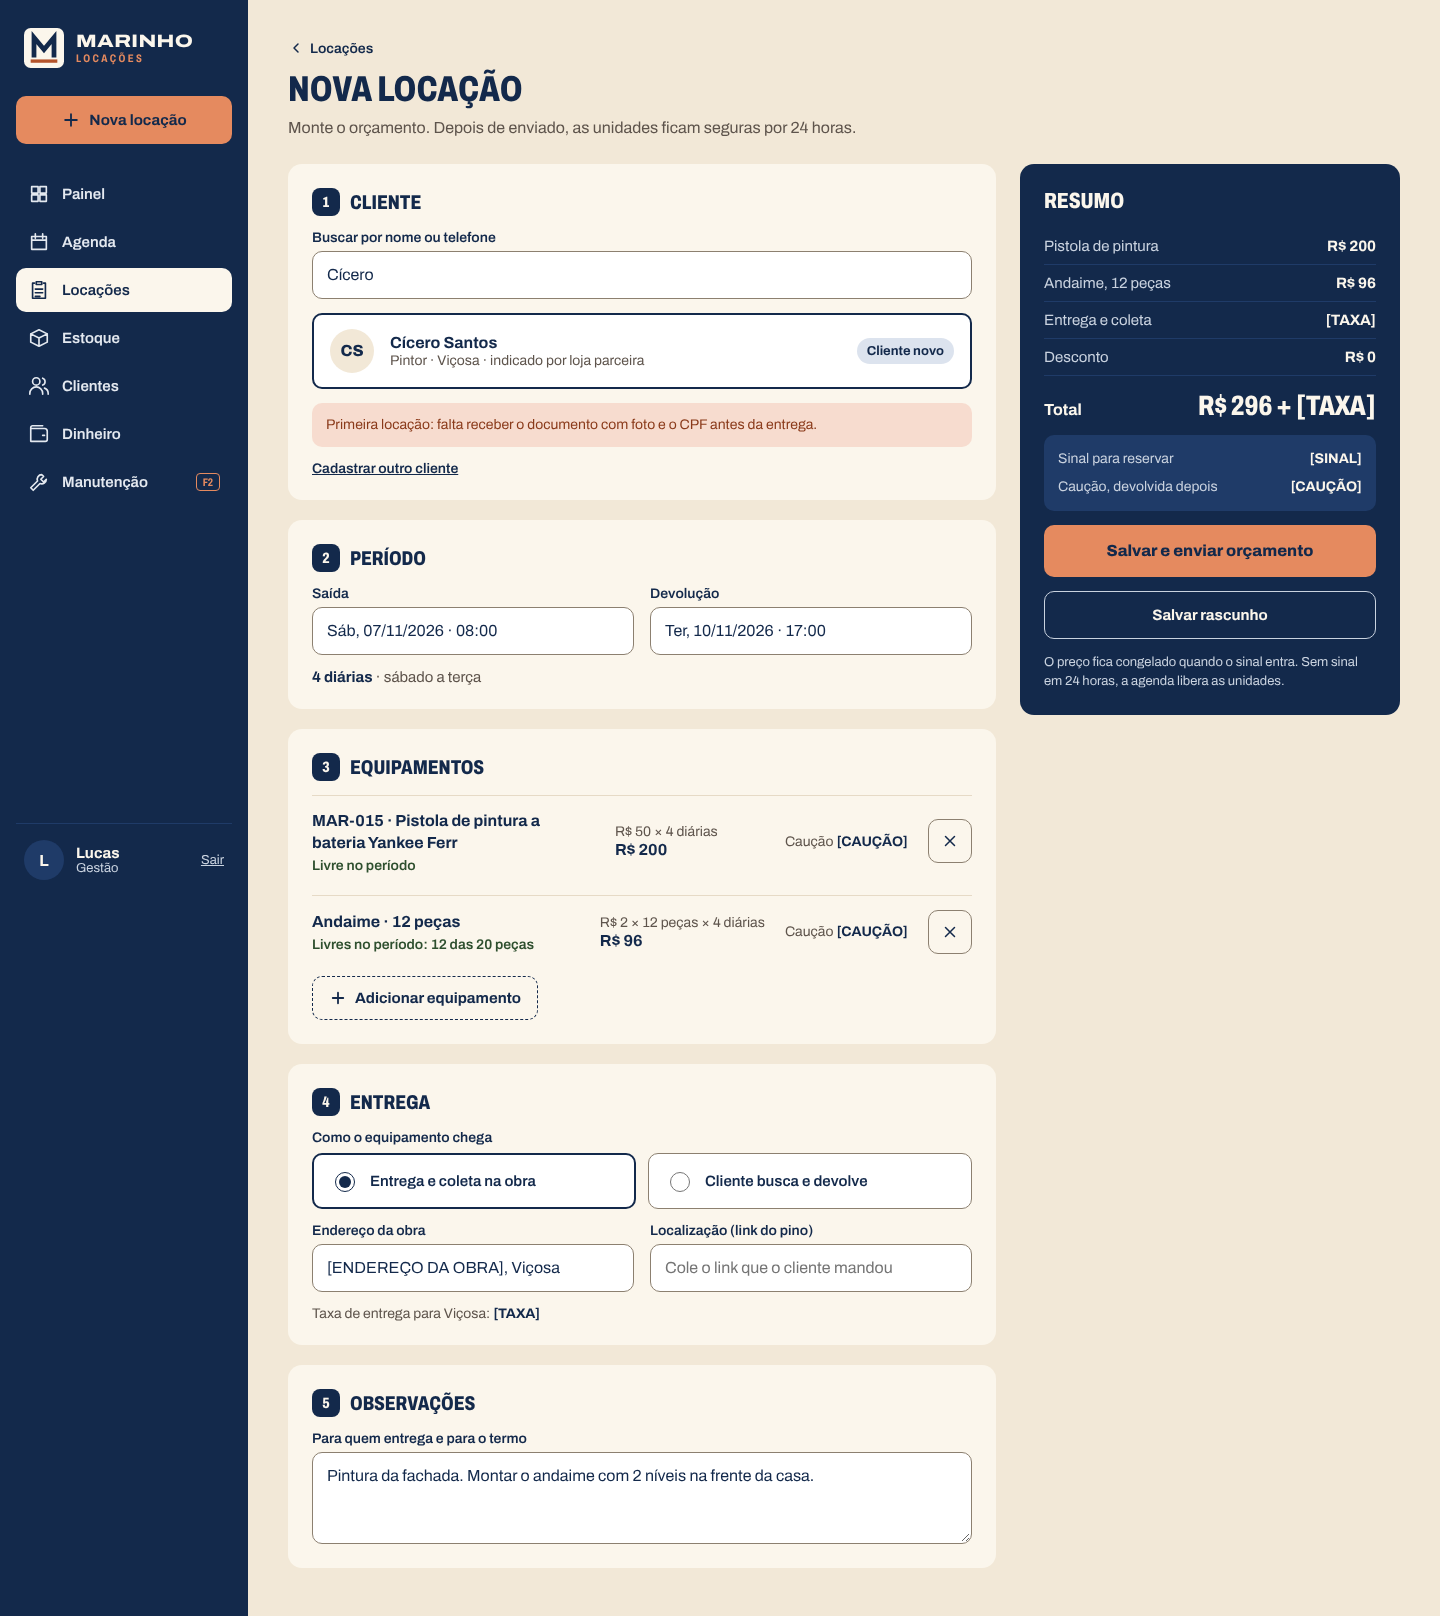 MARINHO
LOCAÇÕES
Nova locação
Painel
Agenda
Locações
Estoque
Clientes
Dinheiro
Manutenção F2
L Lucas
Gestão
Sair
Locações
NOVA LOCAÇÃO
Monte o orçamento. Depois de enviado, as unidades ficam seguras por 24 horas.
1 CLIENTE
Buscar por nome ou telefone
Cícero
CS Cícero Santos
Pintor · Viçosa · indicado por loja parceira
Cliente novo
Primeira locação: falta receber o documento com foto e o CPF antes da entrega.
Cadastrar outro cliente
2 PERÍODO
Saída
Sáb, 07/11/2026 · 08:00
Devolução
Ter, 10/11/2026 · 17:00
4 diárias · sábado a terça
3 EQUIPAMENTOS
MAR-015 · Pistola de pintura a
bateria Yankee Ferr
Livre no período
R$ 50 × 4 diárias
R$ 200
Caução [CAUÇÃO]
Andaime · 12 peças
Livres no período: 12 das 20 peças
R$ 2 × 12 peças × 4 diárias
R$ 96
Caução [CAUÇÃO]
Adicionar equipamento
4 ENTREGA
Como o equipamento chega
Entrega e coleta na obra
Cliente busca e devolve
Endereço da obra
[ENDEREÇO DA OBRA], Viçosa
Localização (link do pino)
Cole o link que o cliente mandou
Taxa de entrega para Viçosa: [TAXA]
5 OBSERVAÇÕES
Para quem entrega e para o termo
Pintura da fachada. Montar o andaime com 2 níveis na frente da casa.
RESUMO
Pistola de pintura R$ 200
Andaime, 12 peças R$ 96
Entrega e coleta [TAXA]
Desconto R$ 0
Total R$ 296 + [TAXA]
Sinal para reservar [SINAL]
Caução, devolvida depois [CAUÇÃO]
Salvar e enviar orçamento
Salvar rascunho
O preço fica congelado quando o sinal entra. Sem sinal
em 24 horas, a agenda libera as unidades.